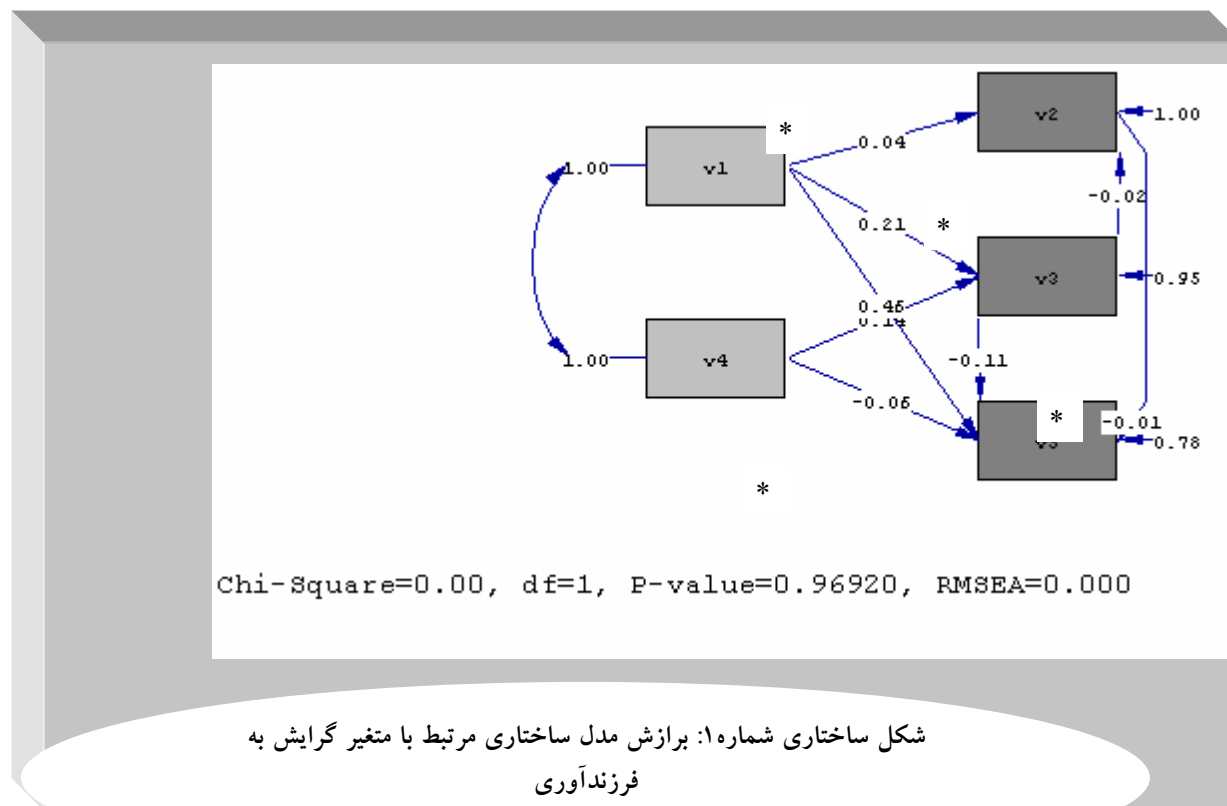 *
v2
1.00
0.04
v1
1.00
-0.02
0.21
*
v3
0.95
0.46
0.14
v4
1.00
-0.11
-0.06
*
-0.01
0.78
*
Chi-Square=0.00, df=1, P-value=0.96920, RMSEA=0.000
شکل ساختاری شماره۱: برازش مدل ساختاری مرتبط با متغیر گرایش به
فرزندآوری